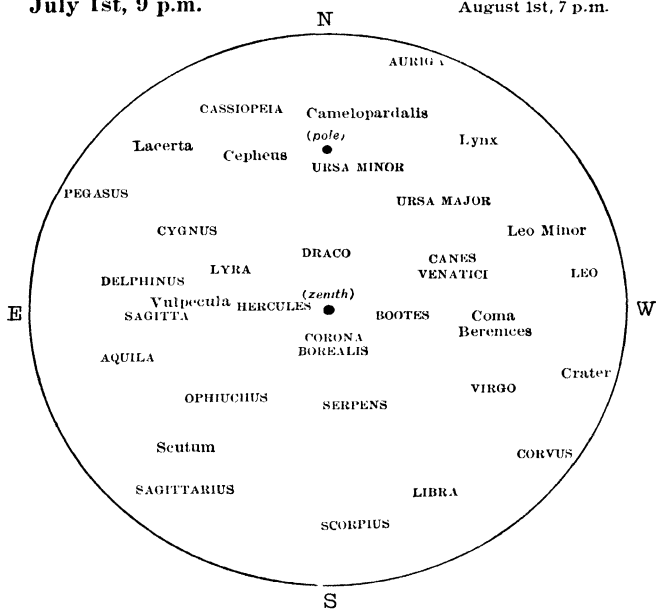 July 1st, 9 p.m.
August 1st, 7 p.m.
N
AURIGA
CASSIOPEIA
Camelopardalis
(pole)
Lacerta
Cepheus
Lynx
URSA MINOR
PEGASUS
URSA MAJOR
CYGNUS
Leo Minor
DRACO
CANES
VENATICI
LYRA
LEO
DELPHINUS
(zenith)
Vulpecula
HERCULES
E
SAGITTA
BOOTES
Coma
Berenices
W
CORONA
BOREALIS
AQUILA
Crater
VIRGO
OPHIUCHUS
SERPENS
Scutum
CORVUS
SAGITTARIUS
LIBRA
SCORPIUS
S